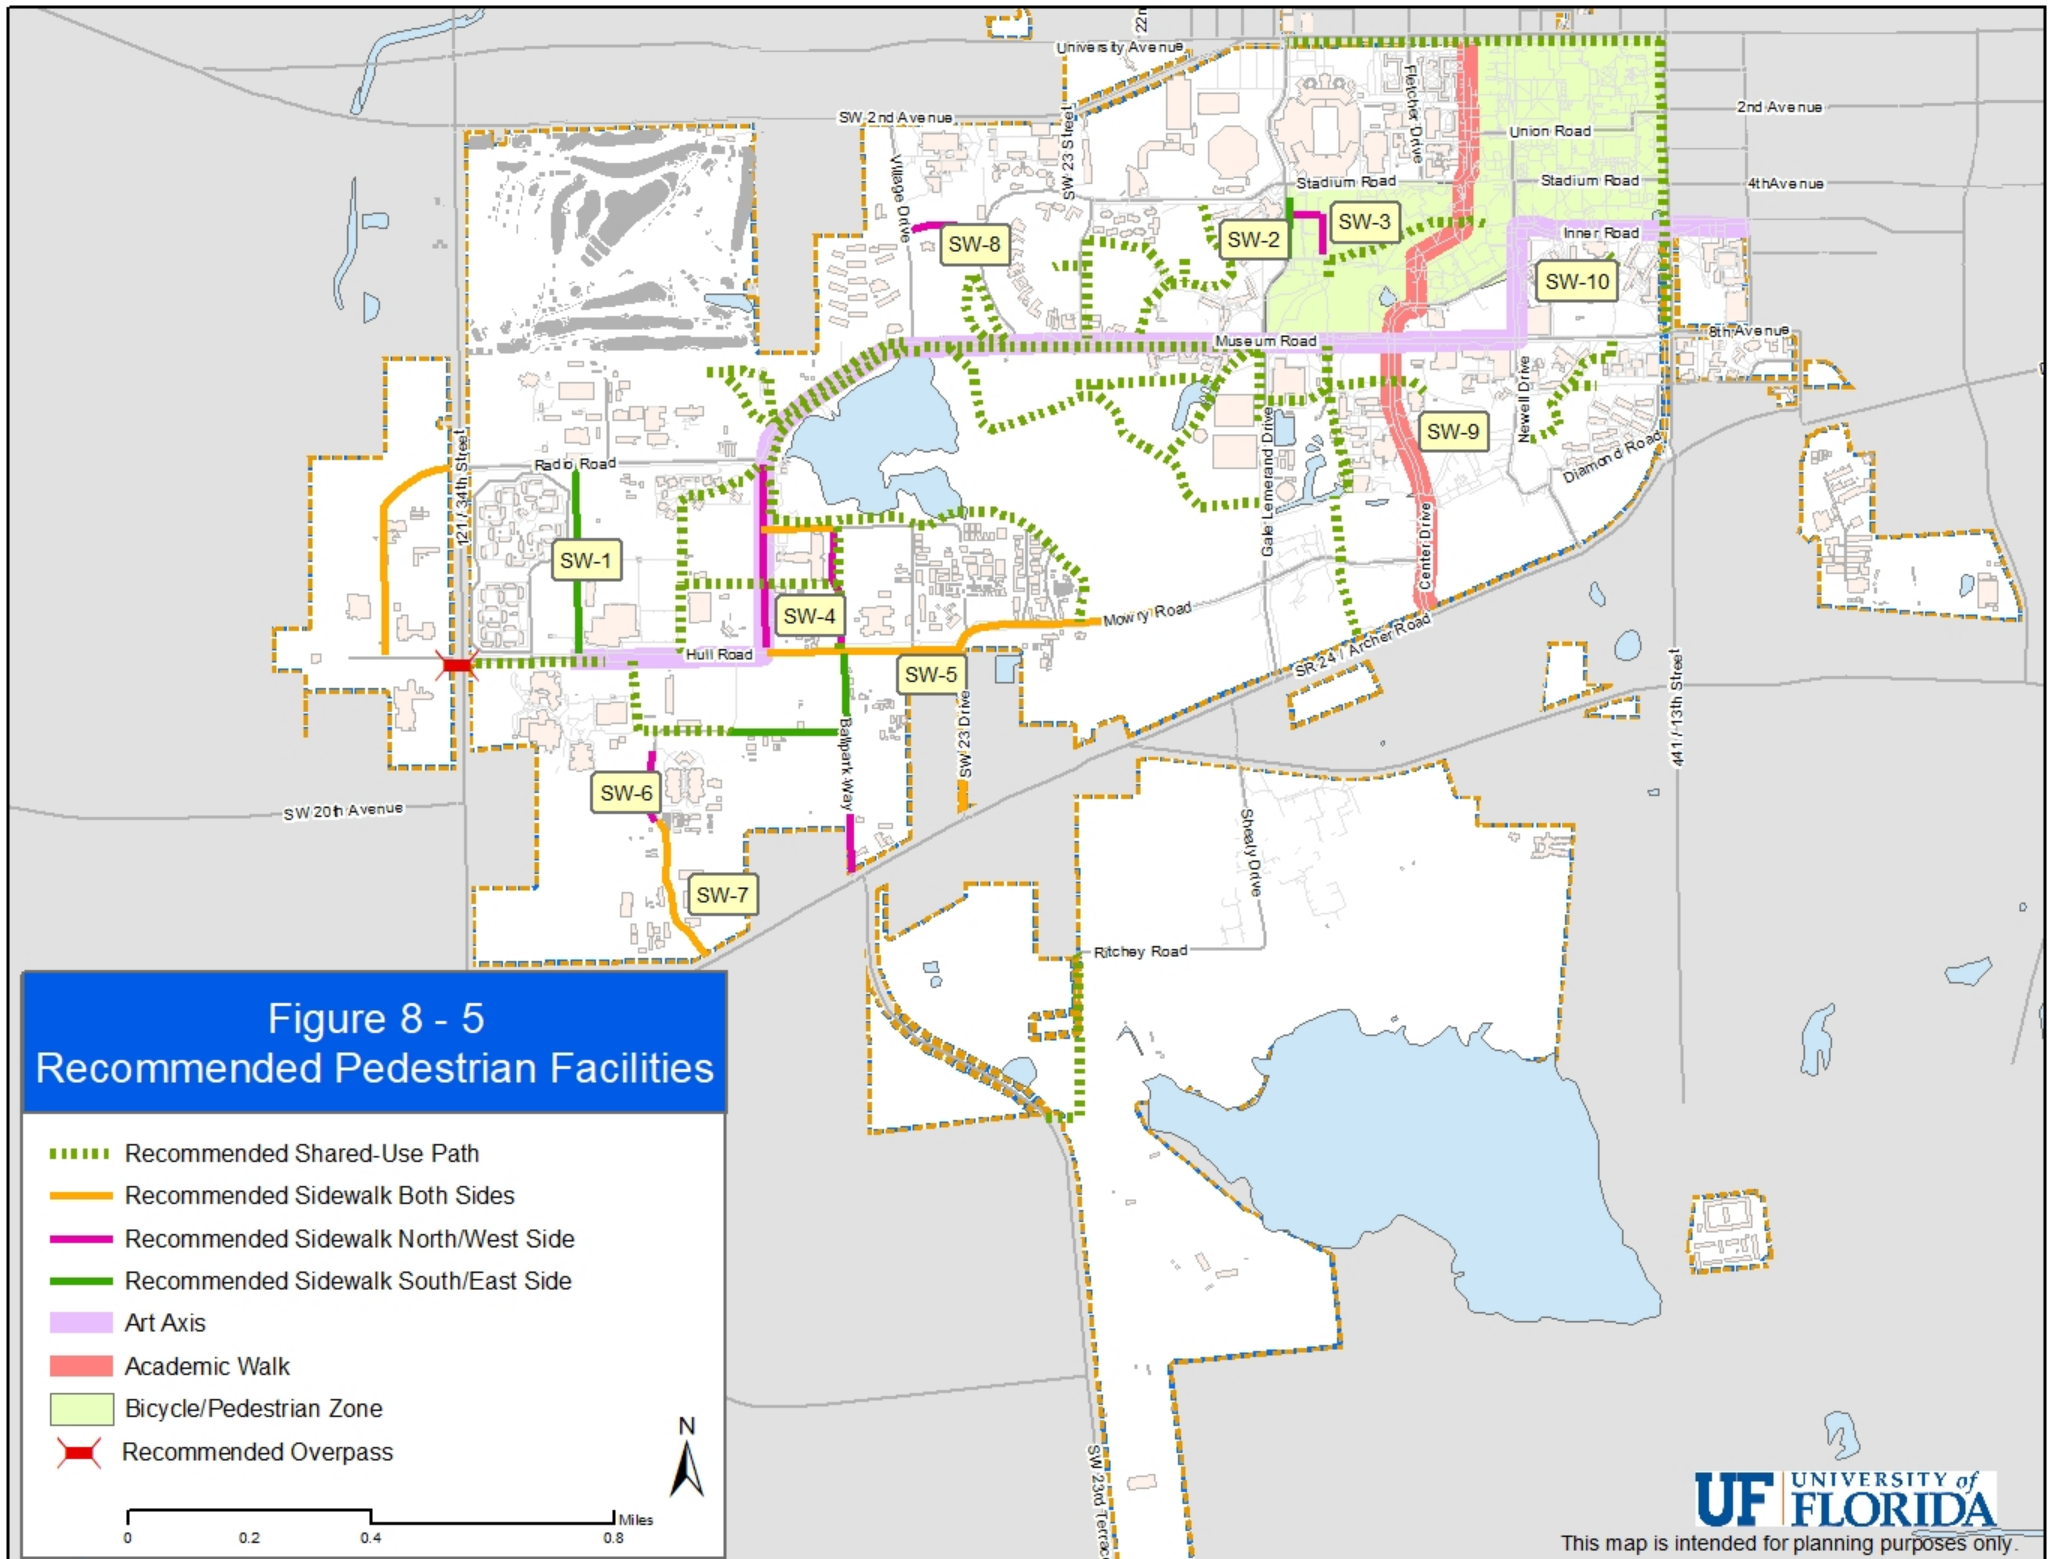 22n
University Avenue
SW 2nd Avenue
SW 23 Street
Fletcher Drive
2nd Avenue
Union Road
Village Drive
Stadium Road
Stadium Road
4thAvenue
SW-8
SW-2
SW-3
Inner Road
SW-10
Museum Road
8th Avenue
Newell Drive
SW-9
121 / 34th Street
Radio Road
Gale Lemerand Drive
Diamond Road
SW-1
Center Drive
SW-4
Mowry Road
Hull Road
SW-5
SR 24 / Archer Road
441 / 13th Street
SW 23 Drive
Ballpark Way
SW-6
SW 20th Avenue
Shealy Drive
SW-7
Ritchey Road
Figure 8 - 5
Recommended Pedestrian Facilities
Recommended Shared-Use Path
Recommended Sidewalk Both Sides
Recommended Sidewalk North/West Side
Recommended Sidewalk South/East Side
Art Axis
Academic Walk
Bicycle/Pedestrian Zone
Recommended Overpass
N
Miles
0
0.2
0.4
0.8
SW 23rd Terrac
UF UNIVERSITY of
FLORIDA
This map is intended for planning purposes only.